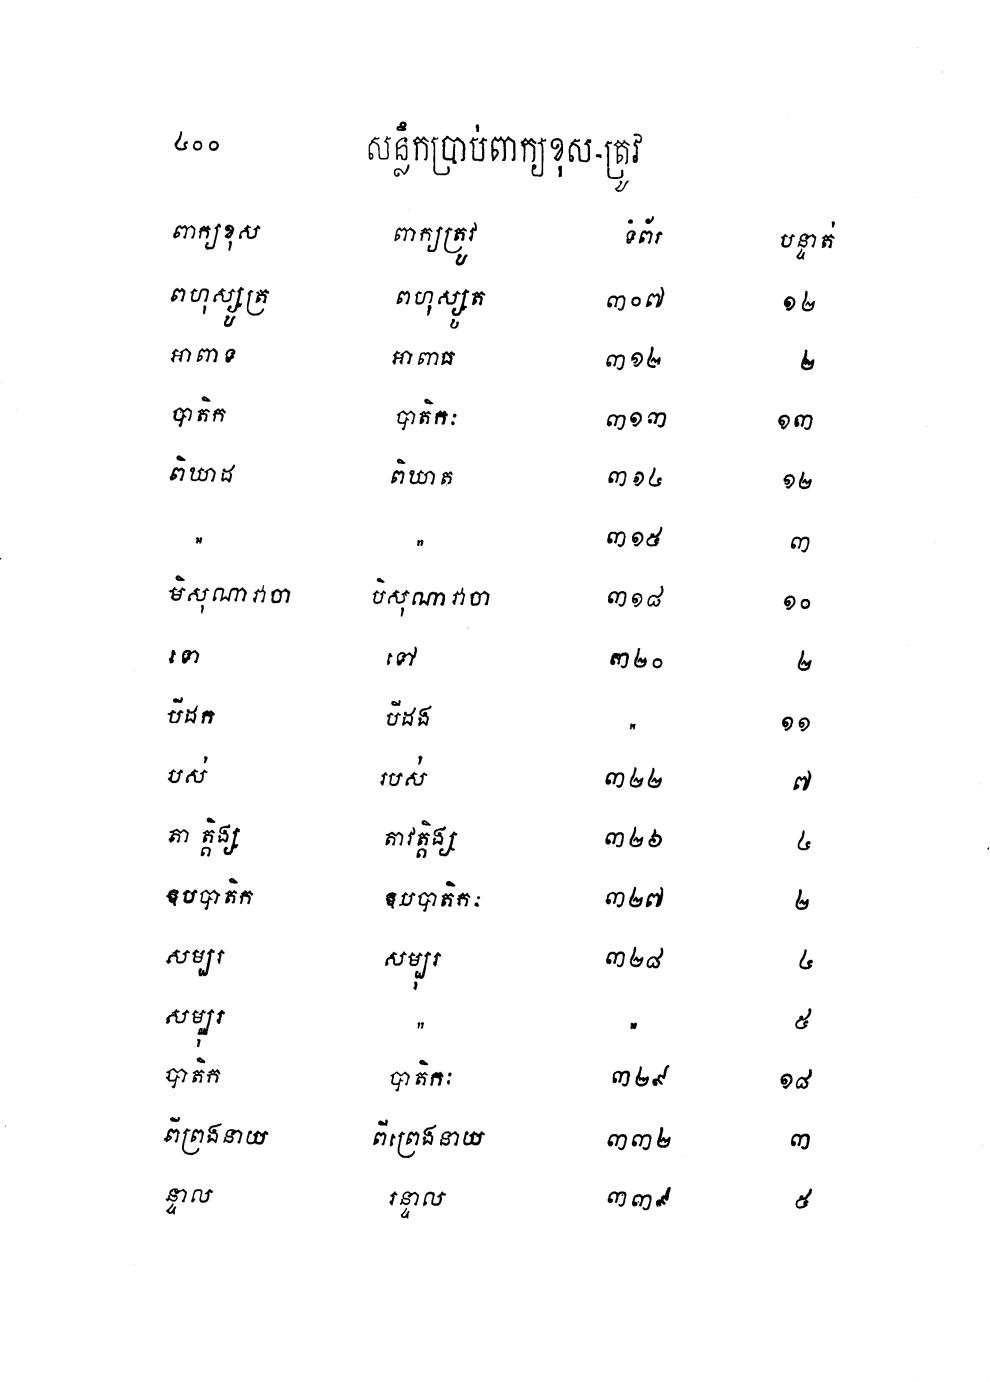 ៤០០ សន្លឹកប្រាប់ពាក្យខុស-ត្រូវ
ពាក្យខុស ពាក្យត្រូវ ទំព័រ បន្ទាត់
ពហុស្សូត្រ ពហុស្សូត ៣០៧ ១២
អាពាទ អាពាធ ៣១២ ២
បាតិក បាតិកៈ ៣១៣ ១៣
ពិឃាដ ពិឃាត ៣១៤ ១២
" " ៣១៥ ៣
មិសុណាវាចា បិសុណាវាចា ៣១៨ ១០
ទោ ទៅ ៣២០ ២
បីដក បីដង " ១១
បស់ របស់ ៣២២ ៧
តា ត្តិង្ស តាវត្តិង្ស ៣២៦ ៤
ឧបបាតិក ឧបបាតិកៈ ៣២៧ ២
សម្បូរ សម្បុរ ៣២៨ ៤
សម្បុរ " " ៥
បាតិក បាតិកៈ ៣២៩ ១៨
ពីព្រងនាយ ពីព្រេងនាយ ៣៣២ ៣
ន្ទាល រន្ទាល ៣៣៩ ៥